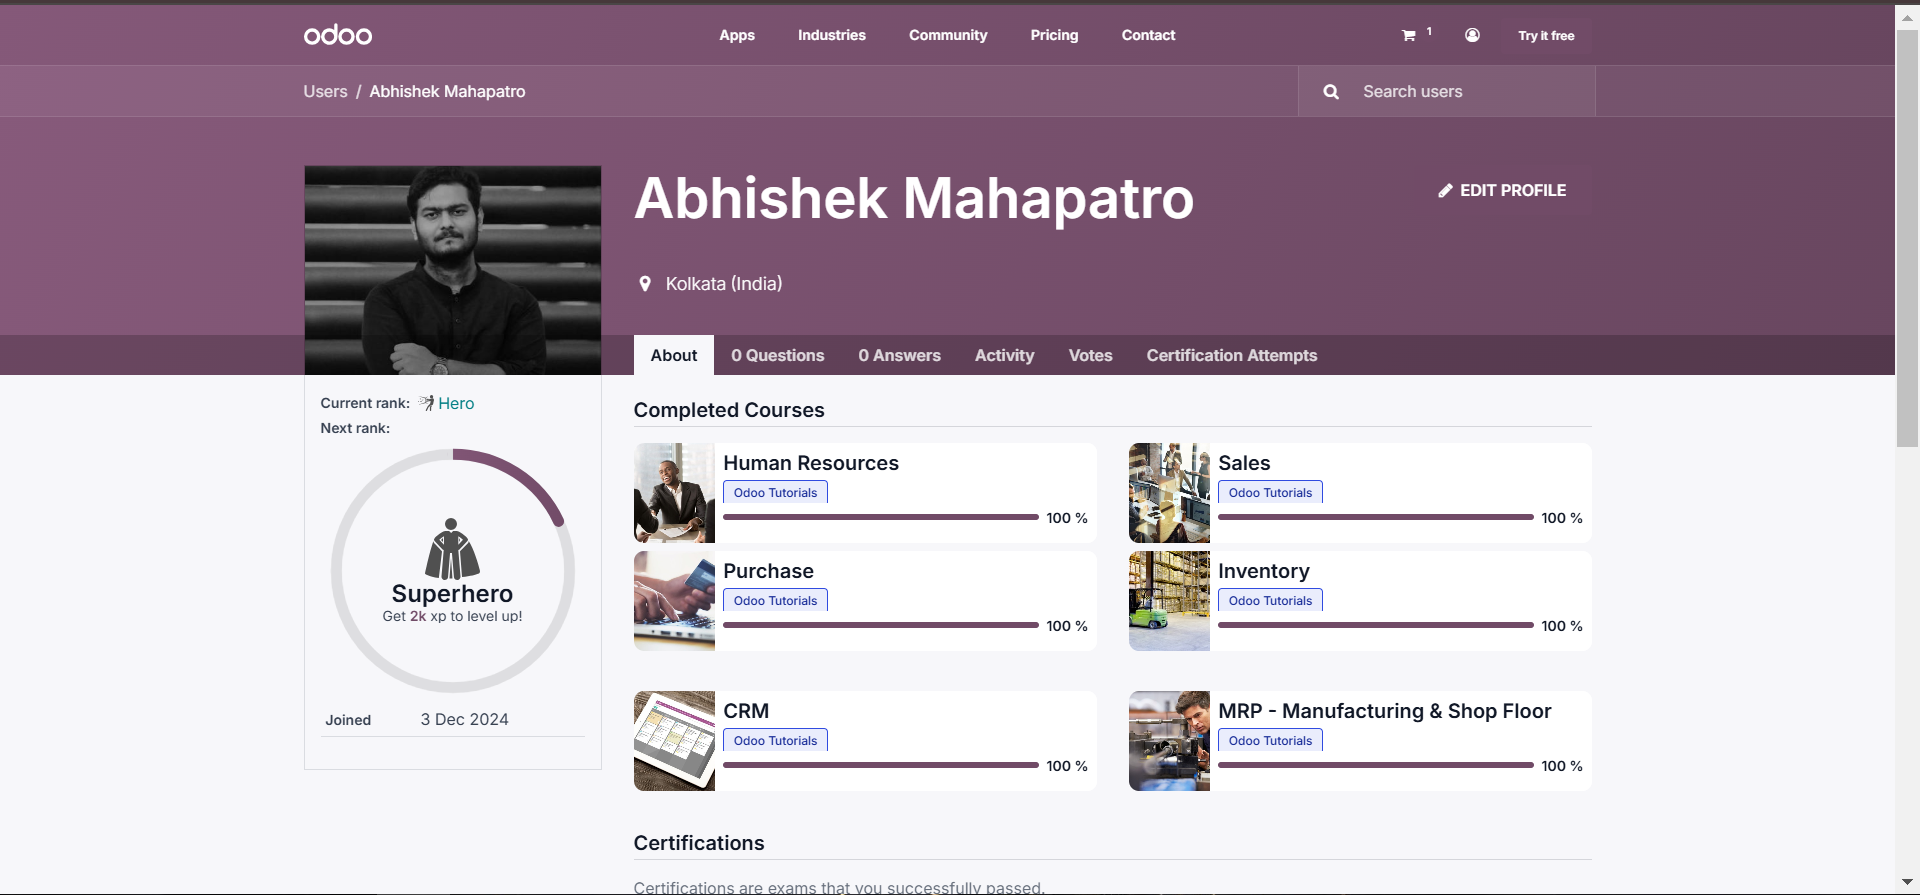 odoo
Apps
Industries
Community
Pricing
Contact
1
Try it free
Users / Abhishek Mahapatro
Search users
Abhishek Mahapatro
EDIT PROFILE
Kolkata (India)
About
0 Questions
0 Answers
Activity
Votes
Certification Attempts
Current rank: Hero
Next rank:
Superhero
Get 2k xp to level up!
Joined 3 Dec 2024
Completed Courses
Human Resources
Odoo Tutorials
100 %
Sales
Odoo Tutorials
100 %
Purchase
Odoo Tutorials
100 %
Inventory
Odoo Tutorials
100 %
CRM
Odoo Tutorials
100 %
MRP - Manufacturing & Shop Floor
Odoo Tutorials
100 %
Certifications
Certifications are exams that you successfully passed.